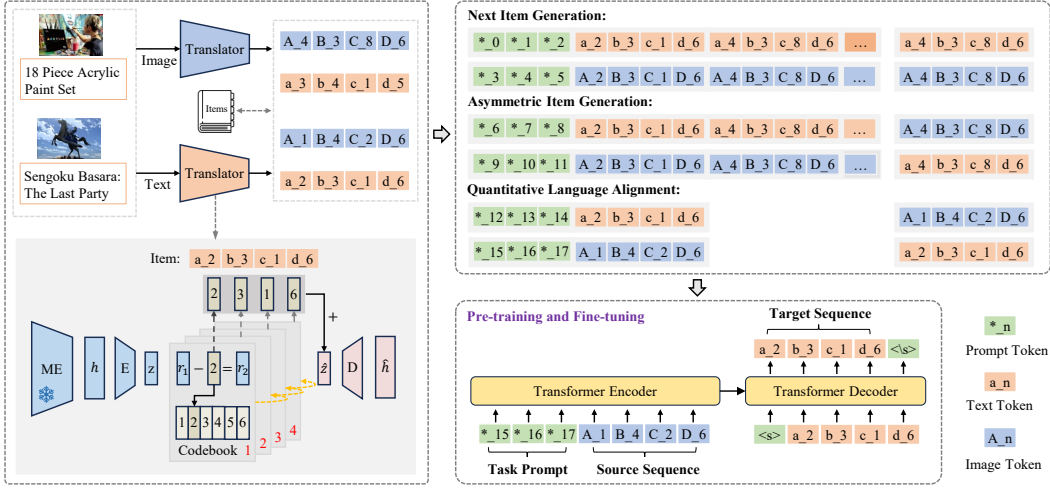 18 Piece Acrylic
Paint Set
Image
Translator
A_4 B_3 C_8 D_6
a_3 b_4 c_1 d_5
Items
A_1 B_4 C_2 D_6
Sengoku Basara:
The Last Party
Text
Translator
a_2 b_3 c_1 d_6
Item: a_2 b_3 c_1 d_6
2 3 1 6
+
ME h E z r₁ − 2 = r₂ ẑ D ĥ
1 2 3 4 5 6
Codebook 1 2 3 4
Next Item Generation:
*_0 *_1 *_2 a_2 b_3 c_1 d_6 a_4 b_3 c_8 d_6 ... a_4 b_3 c_8 d_6
*_3 *_4 *_5 A_2 B_3 C_1 D_6 A_4 B_3 C_8 D_6 ... A_4 B_3 C_8 D_6
Asymmetric Item Generation:
*_6 *_7 *_8 a_2 b_3 c_1 d_6 a_4 b_3 c_8 d_6 ... A_4 B_3 C_8 D_6
*_9 *_10 *_11 A_2 B_3 C_1 D_6 A_4 B_3 C_8 D_6 ... a_4 b_3 c_8 d_6
Quantitative Language Alignment:
*_12 *_13 *_14 a_2 b_3 c_1 d_6 A_1 B_4 C_2 D_6
*_15 *_16 *_17 A_1 B_4 C_2 D_6 a_2 b_3 c_1 d_6
Pre-training and Fine-tuning
Target Sequence
a_2 b_3 c_1 d_6 <\s>
Transformer Encoder
Transformer Decoder
*_15 *_16 *_17 A_1 B_4 C_2 D_6
<s> a_2 b_3 c_1 d_6
Task Prompt
Source Sequence
*_n
Prompt Token
a_n
Text Token
A_n
Image Token